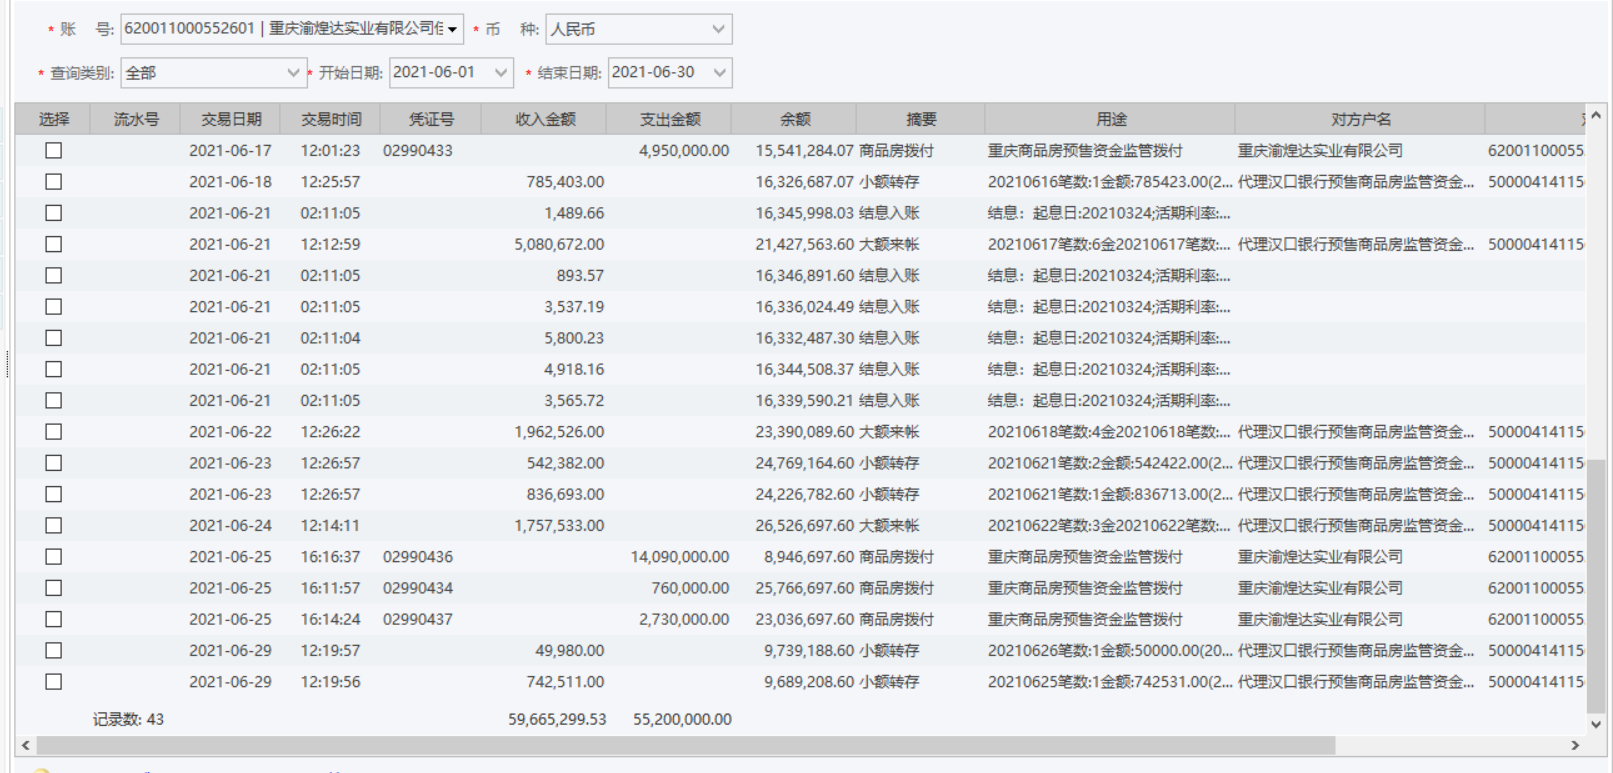 * 账 号: 620011000552601 | 重庆渝煌达实业有限公司 * 币 种: 人民币
* 查询类别: 全部 * 开始日期: 2021-06-01 * 结束日期: 2021-06-30
选择 流水号 交易日期 交易时间 凭证号 收入金额 支出金额 余额 摘要 用途 对方户名
2021-06-17 12:01:23 02990433 4,950,000.00 15,541,284.07 商品房拨付 重庆商品房预售资金监管拨付 重庆渝煌达实业有限公司 62001100055
2021-06-18 12:25:57 785,403.00 16,326,687.07 小额转存 20210616笔数:1金额:785423.00(2... 代理汉口银行预售商品房监管资金... 50000414115
2021-06-21 02:11:05 1,489.66 16,345,998.03 结息入账 结息：起息日:20210324;活期利率:...
2021-06-21 12:12:59 5,080,672.00 21,427,563.60 大额来帐 20210617笔数:6金20210617笔数:... 代理汉口银行预售商品房监管资金... 50000414115
2021-06-21 02:11:05 893.57 16,346,891.60 结息入账 结息：起息日:20210324;活期利率:...
2021-06-21 02:11:05 3,537.19 16,336,024.49 结息入账 结息：起息日:20210324;活期利率:...
2021-06-21 02:11:04 5,800.23 16,332,487.30 结息入账 结息：起息日:20210324;活期利率:...
2021-06-21 02:11:05 4,918.16 16,344,508.37 结息入账 结息：起息日:20210324;活期利率:...
2021-06-21 02:11:05 3,565.72 16,339,590.21 结息入账 结息：起息日:20210324;活期利率:...
2021-06-22 12:26:22 1,962,526.00 23,390,089.60 大额来帐 20210618笔数:4金20210618笔数:... 代理汉口银行预售商品房监管资金... 50000414115
2021-06-23 12:26:57 542,382.00 24,769,164.60 小额转存 20210621笔数:2金额:542422.00(2... 代理汉口银行预售商品房监管资金... 50000414115
2021-06-23 12:26:57 836,693.00 24,226,782.60 小额转存 20210621笔数:1金额:836713.00(2... 代理汉口银行预售商品房监管资金... 50000414115
2021-06-24 12:14:11 1,757,533.00 26,526,697.60 大额来帐 20210622笔数:3金20210622笔数:... 代理汉口银行预售商品房监管资金... 50000414115
2021-06-25 16:16:37 02990436 14,090,000.00 8,946,697.60 商品房拨付 重庆商品房预售资金监管拨付 重庆渝煌达实业有限公司 62001100055
2021-06-25 16:11:57 02990434 760,000.00 25,766,697.60 商品房拨付 重庆商品房预售资金监管拨付 重庆渝煌达实业有限公司 62001100055
2021-06-25 16:14:24 02990437 2,730,000.00 23,036,697.60 商品房拨付 重庆商品房预售资金监管拨付 重庆渝煌达实业有限公司 62001100055
2021-06-29 12:19:57 49,980.00 9,739,188.60 小额转存 20210626笔数:1金额:50000.00(20... 代理汉口银行预售商品房监管资金... 50000414115
2021-06-29 12:19:56 742,511.00 9,689,208.60 小额转存 20210625笔数:1金额:742531.00(2... 代理汉口银行预售商品房监管资金... 50000414115
记录数: 43 59,665,299.53 55,200,000.00